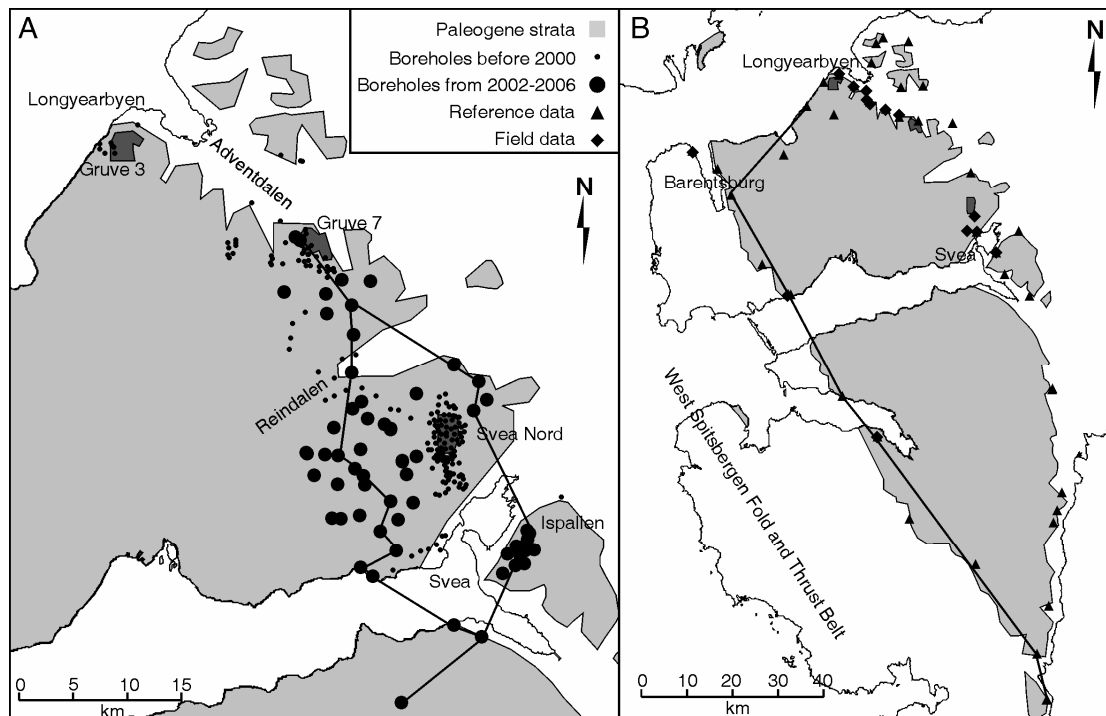 A
Paleogene strata
Boreholes before 2000
Boreholes from 2002-2006
Reference data
Field data
Longyearbyen
Gruve 3
Adventdalen
Gruve 7
N
Reindalen
Svea Nord
Ispallen
Svea
0 5 10 15
km
B
N
Longyearbyen
Barentsburg
Svea
West Spitsbergen Fold and Thrust Belt
0 10 20 30 40
km